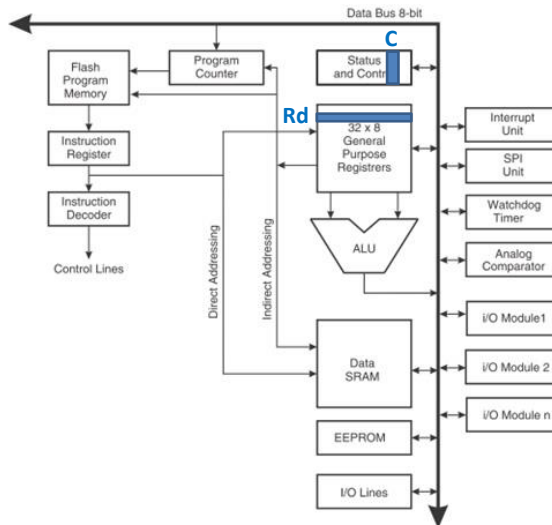 Data Bus 8-bit
Flash
Program
Memory
Program
Counter
C
Status
and Contr
Rd
32 x 8
General
Purpose
Registrers
Instruction
Register
Instruction
Decoder
Control Lines
Direct Addressing
Indirect Addressing
ALU
Interrupt
Unit
SPI
Unit
Watchdog
Timer
Analog
Comparator
i/O Module1
Data
SRAM
i/O Module 2
i/O Module n
EEPROM
I/O Lines